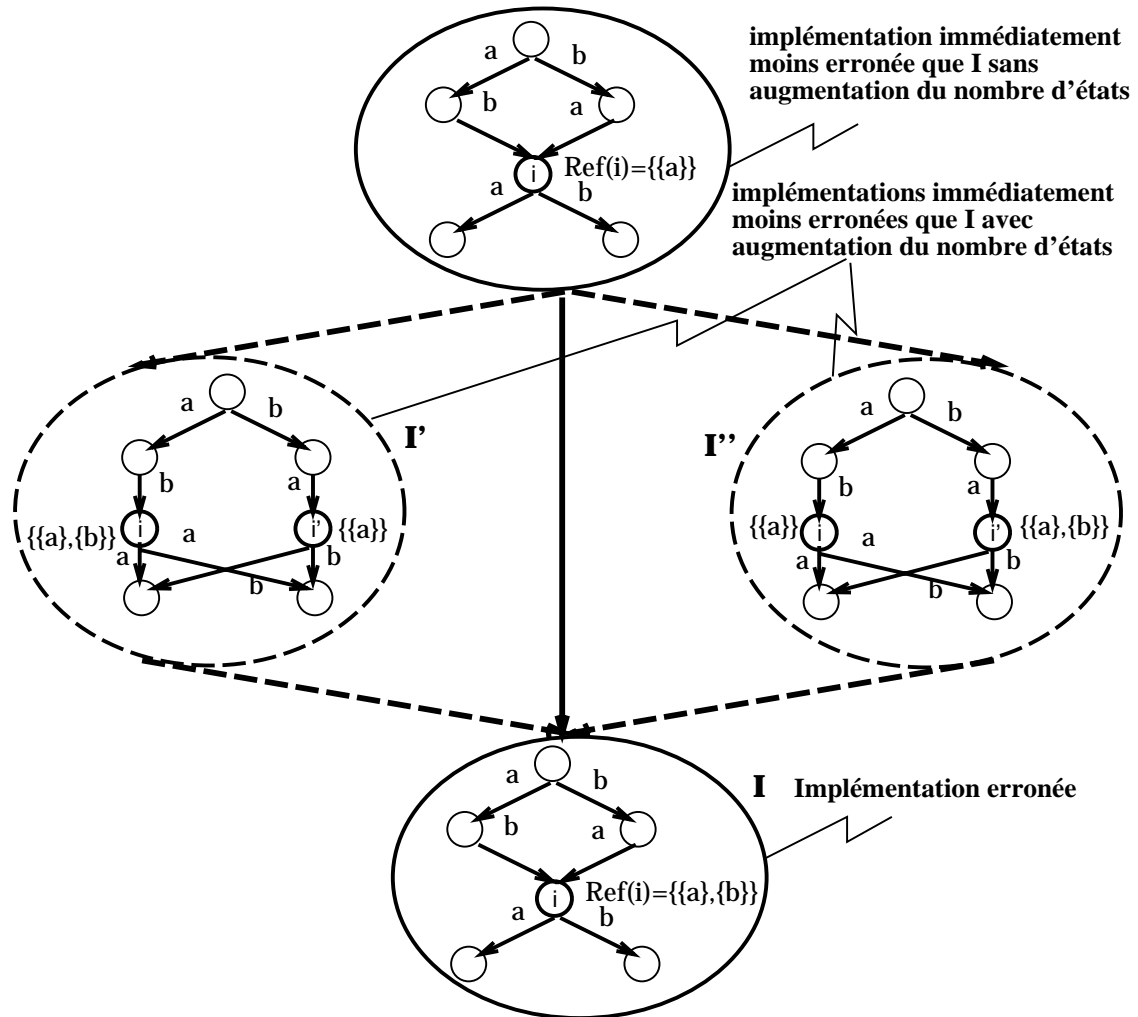 implémentation immédiatement
moins erronée que I sans
augmentation du nombre d'états
a
b
b
a
i
Ref(i)={{a}}
a
b
implémentations immédiatement
moins erronées que I avec
augmentation du nombre d'états
I'
a
b
b
a
{{a},{b}}
i
i'
{{a}}
a
a
b
b
I''
a
b
b
a
{{a}}
i
i'
{{a},{b}}
a
a
b
b
I Implémentation erronée
a
b
b
a
i
Ref(i)={{a},{b}}
a
b